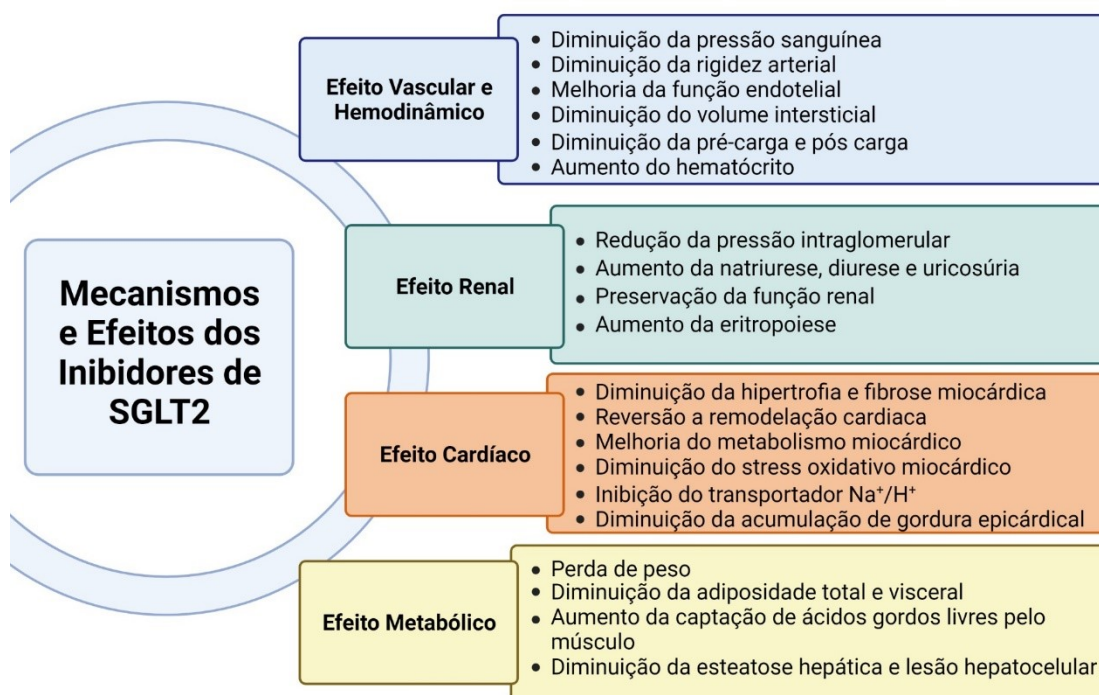 Mecanismos
e Efeitos dos
Inibidores de
SGLT2
Efeito Vascular e
Hemodinâmico
• Diminuição da pressão sanguínea
• Diminuição da rigidez arterial
• Melhoria da função endotelial
• Diminuição do volume intersticial
• Diminuição da pré-carga e pós carga
• Aumento do hematócrito
Efeito Renal
• Redução da pressão intraglomerular
• Aumento da natriurese, diurese e uricosúria
• Preservação da função renal
• Aumento da eritropoiese
Efeito Cardíaco
• Diminuição da hipertrofia e fibrose miocárdica
• Reversão a remodelação cardiaca
• Melhoria do metabolismo miocárdico
• Diminuição do stress oxidativo miocárdico
• Inibição do transportador Na⁺/H⁺
• Diminuição da acumulação de gordura epicárdical
Efeito Metabólico
• Perda de peso
• Diminuição da adiposidade total e visceral
• Aumento da captação de ácidos gordos livres pelo
músculo
• Diminuição da esteatose hepática e lesão hepatocelular